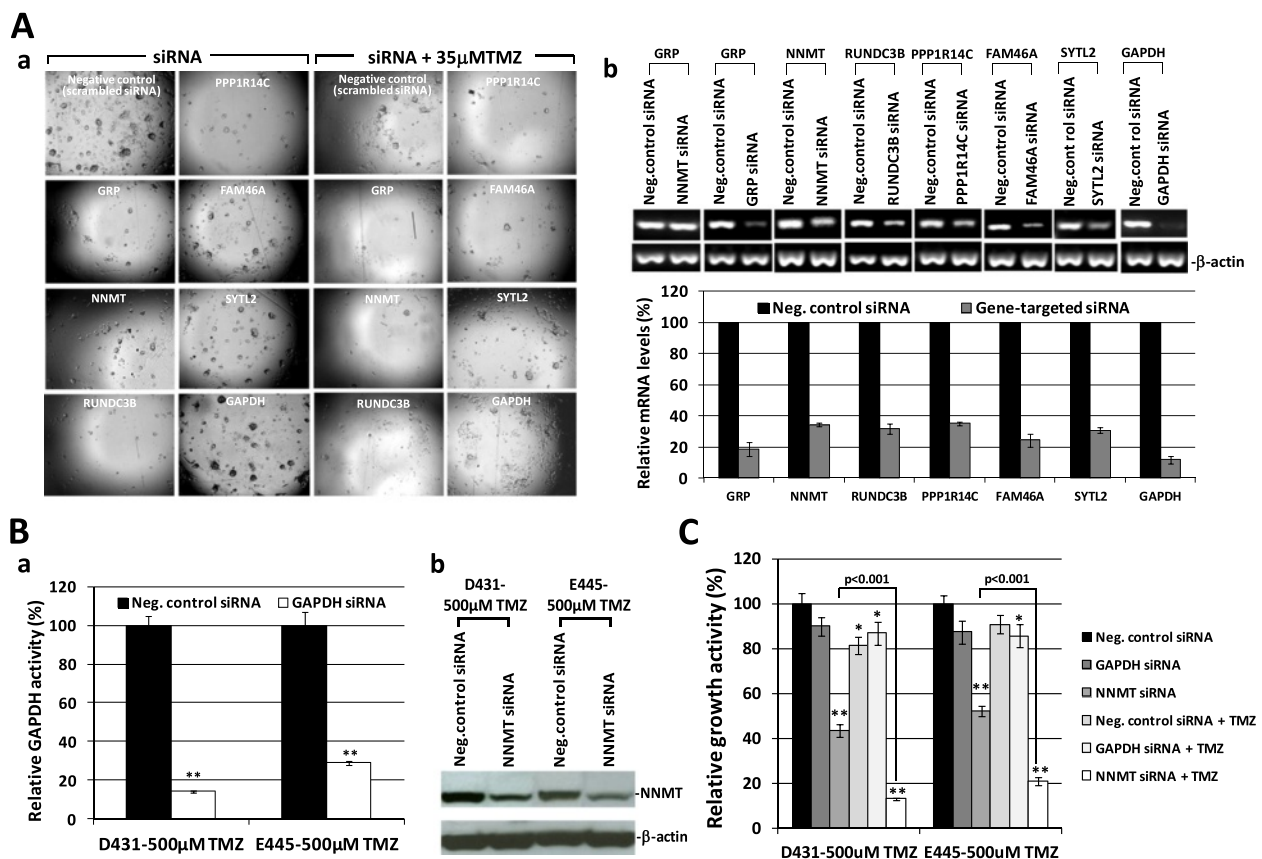 A
a
siRNA
siRNA + 35µMTMZ
Negative control
(scrambled siRNA)
PPP1R14C
Negative control
(scrambled siRNA)
PPP1R14C
GRP
FAM46A
GRP
FAM46A
NNMT
SYTL2
NNMT
SYTL2
RUNDC3B
GAPDH
RUNDC3B
GAPDH
b
GRP
GRP
NNMT
RUNDC3B
PPP1R14C
FAM46A
SYTL2
GAPDH
Neg.control siRNA
NNMT siRNA
Neg.control siRNA
GRP siRNA
Neg.control siRNA
NNMT siRNA
Neg.control siRNA
RUNDC3B siRNA
Neg.control siRNA
PPP1R14C siRNA
Neg.control siRNA
FAM46A siRNA
Neg.cont rol siRNA
SYTL2 siRNA
Neg.cont rol siRNA
GAPDH siRNA
-β-actin
Relative mRNA levels (%)
120
100
80
60
40
20
0
Neg. control siRNA
Gene-targeted siRNA
GRP
NNMT
RUNDC3B
PPP1R14C
FAM46A
SYTL2
GAPDH
B
a
Relative GAPDH activity (%)
120
100
80
60
40
20
0
Neg. control siRNA
GAPDH siRNA
**
**
D431-500µM TMZ
E445-500µM TMZ
b
D431-
500µM TMZ
E445-
500µM TMZ
Neg.control siRNA
NNMT siRNA
Neg.control siRNA
NNMT siRNA
-NNMT
-β-actin
C
Relative growth activity (%)
120
100
80
60
40
20
0
p<0.001
p<0.001
**
*
*
**
**
*
**
D431-500uM TMZ
E445-500uM TMZ
Neg. control siRNA
GAPDH siRNA
NNMT siRNA
Neg. control siRNA + TMZ
GAPDH siRNA + TMZ
NNMT siRNA + TMZ